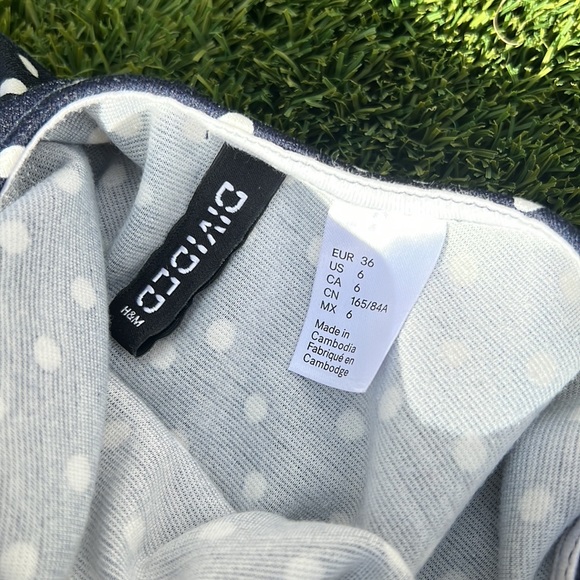 DIVIDED
H&M
EUR 36
US 6
CA 6
CN 165/84A
MX 6
Made in
Cambodia
Fabriqué en
Cambodge